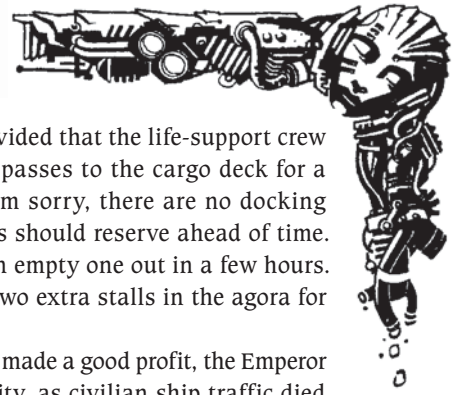 vided that the life-support crew
passes to the cargo deck for a
m sorry, there are no docking
s should reserve ahead of time.
n empty one out in a few hours.
wo extra stalls in the agora for
made a good profit, the Emperor
ity, as civilian ship traffic died